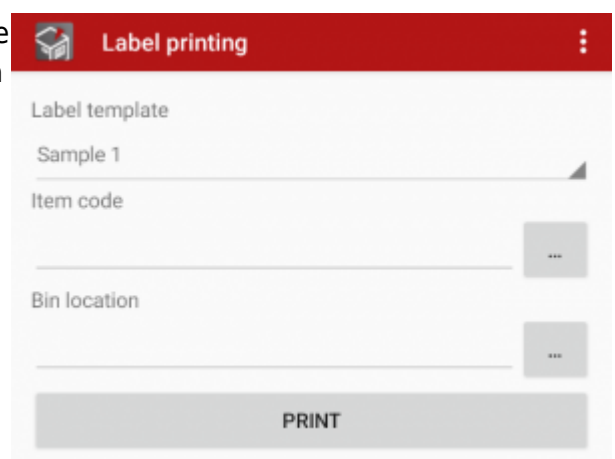 e
Label printing
Label template
Sample 1
Item code
...
Bin location
...
PRINT